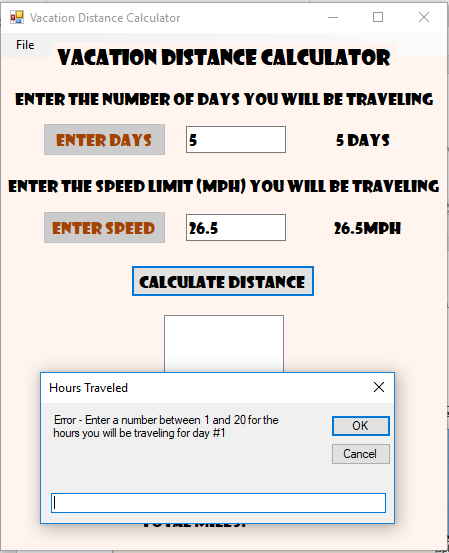 Vacation Distance Calculator
File
VACATION DISTANCE CALCULATOR
ENTER THE NUMBER OF DAYS YOU WILL BE TRAVELING
ENTER DAYS 5 5 DAYS
ENTER THE SPEED LIMIT (MPH) YOU WILL BE TRAVELING
ENTER SPEED 26.5 26.5MPH
CALCULATE DISTANCE
Hours Traveled
Error - Enter a number between 1 and 20 for the
hours you will be traveling for day #1
OK
Cancel
TOTAL MILES: